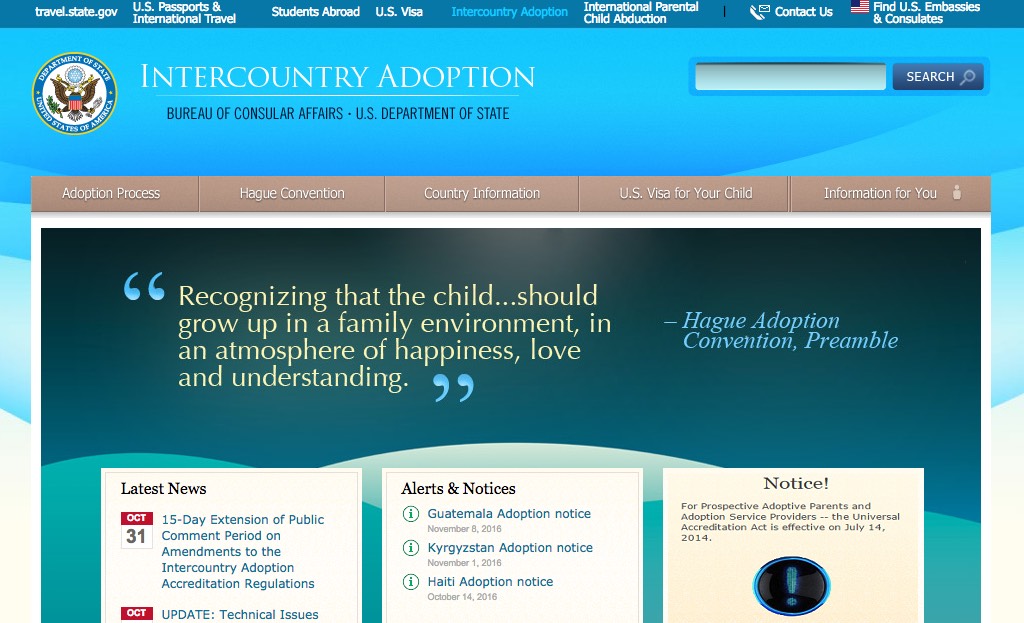 travel.state.gov
U.S. Passports &
International Travel
Students Abroad
U.S. Visa
Intercountry Adoption
International Parental
Child Abduction
|
Contact Us
Find U.S. Embassies
& Consulates
DEPARTMENT OF STATE
UNITED STATES OF AMERICA
INTERCOUNTRY ADOPTION
BUREAU OF CONSULAR AFFAIRS · U.S. DEPARTMENT OF STATE
SEARCH
Adoption Process
Hague Convention
Country Information
U.S. Visa for Your Child
Information for You
“ Recognizing that the child...should
grow up in a family environment, in
an atmosphere of happiness, love
and understanding. ”
– Hague Adoption
Convention, Preamble
Latest News
OCT
31
15-Day Extension of Public
Comment Period on
Amendments to the
Intercountry Adoption
Accreditation Regulations
OCT
UPDATE: Technical Issues
Alerts & Notices
Guatemala Adoption notice
November 8, 2016
Kyrgyzstan Adoption notice
November 1, 2016
Haiti Adoption notice
October 14, 2016
Notice!
For Prospective Adoptive Parents and
Adoption Service Providers -- the Universal
Accreditation Act is effective on July 14,
2014.